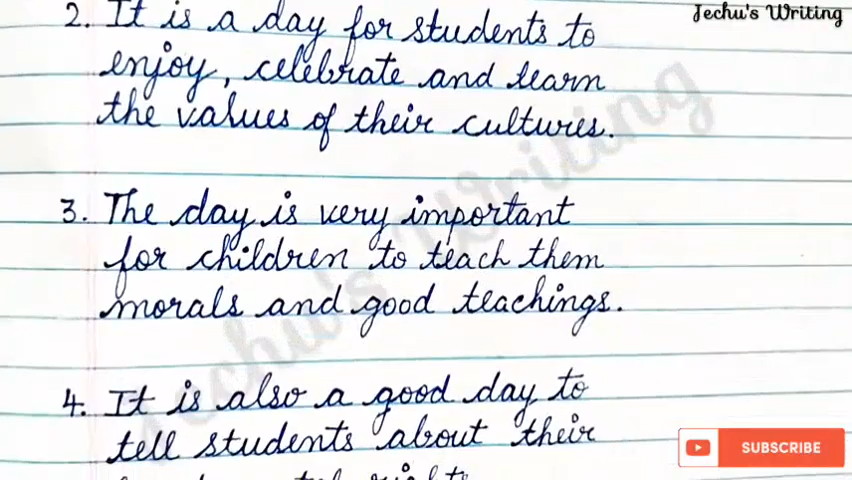 Jechu's Writing
2. It is a day for students to
enjoy, celebrate and learn
the values of their cultures.
Jechu's Writing
3. The day is very important
for children to teach them
morals and good teachings.
4. It is also a good day to
tell students about their
SUBSCRIBE